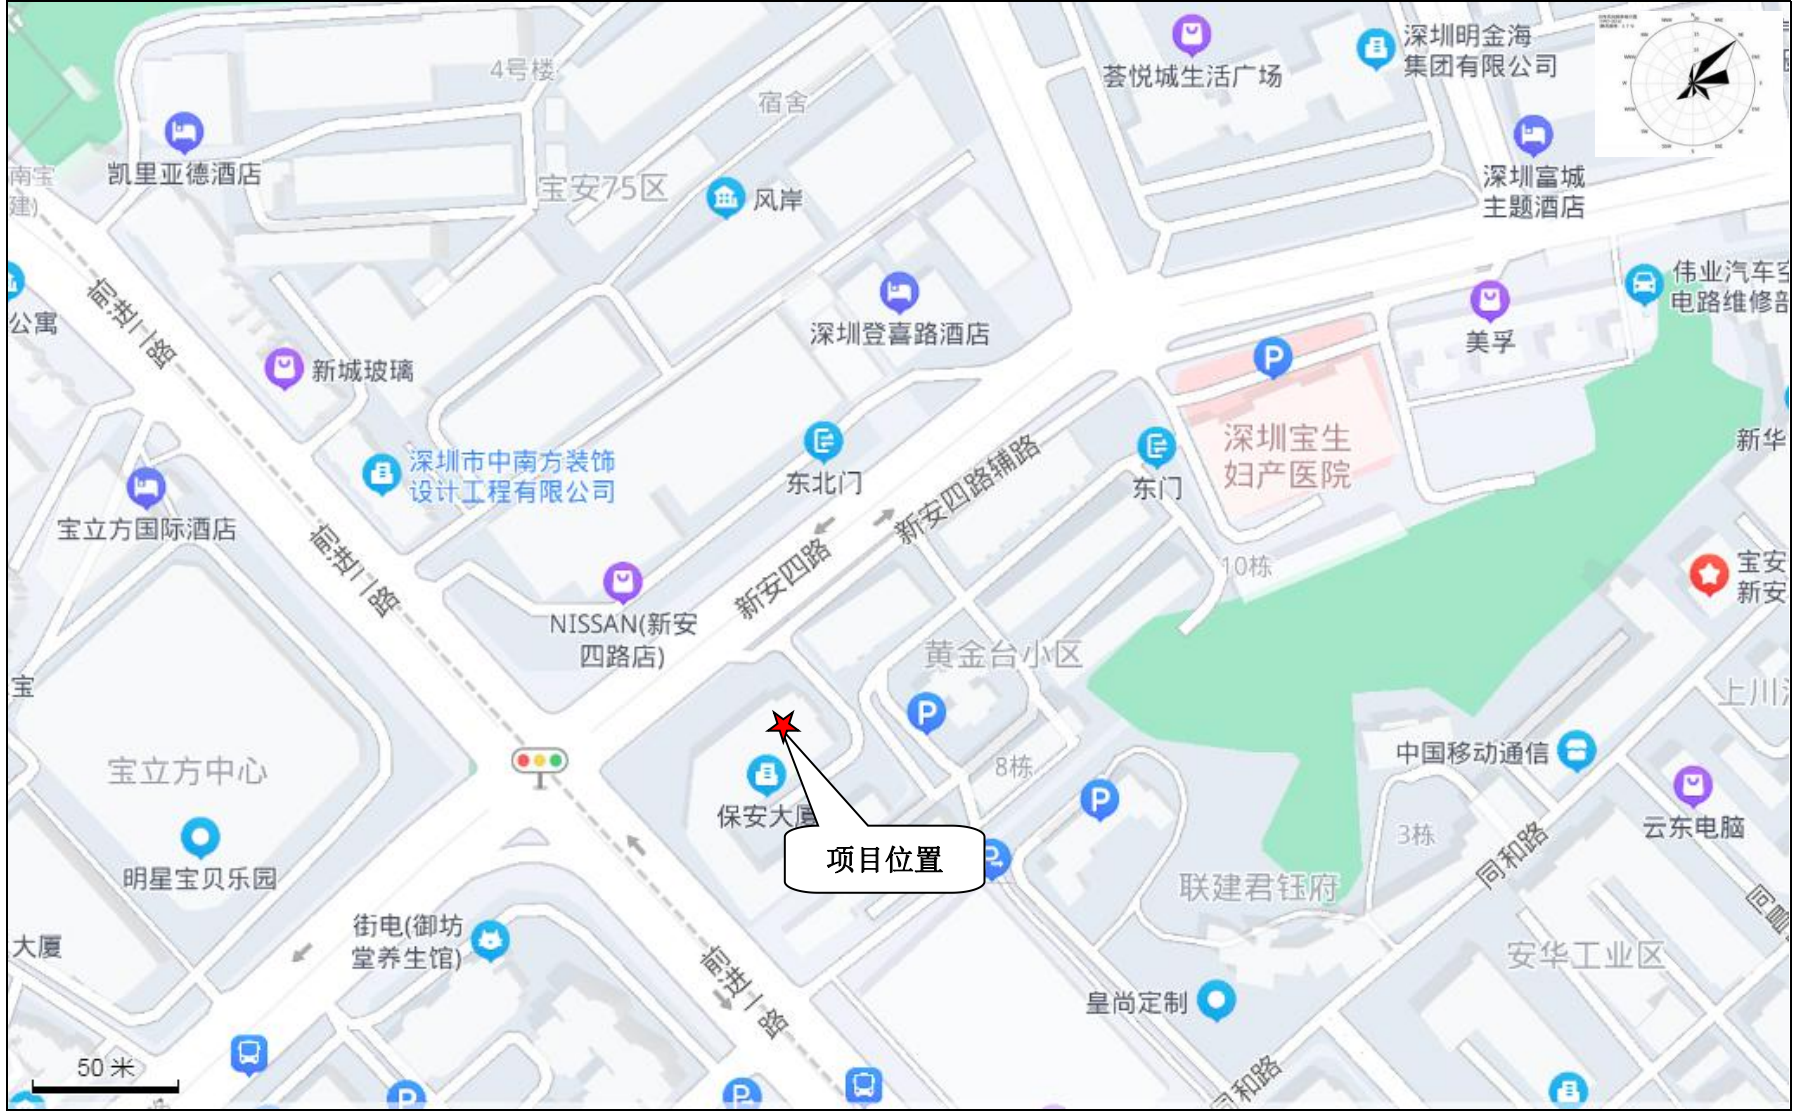 荟悦城生活广场
深圳明金海
集团有限公司
4号楼
宿舍
凯里亚德酒店
南宝
建)
宝安75区
风岸
深圳富城
主题酒店
前进二路
公寓
新城玻璃
深圳登喜路酒店
美孚
伟业汽车空
电路维修部
深圳市中南方装饰
设计工程有限公司
东北门
新安四路辅路
东门
深圳宝生
妇产医院
新华
宝立方国际酒店
前进二路
新安四路
10栋
宝安
新安
NISSAN(新安
四路店)
黄金台小区
宝
上川
宝立方中心
保安大厦
8栋
中国移动通信
项目位置
3栋
云东电脑
同和路
明星宝贝乐园
联建君钰府
街电(御坊
堂养生馆)
大厦
前进一路
安华工业区
皇尚定制
50 米
同和路